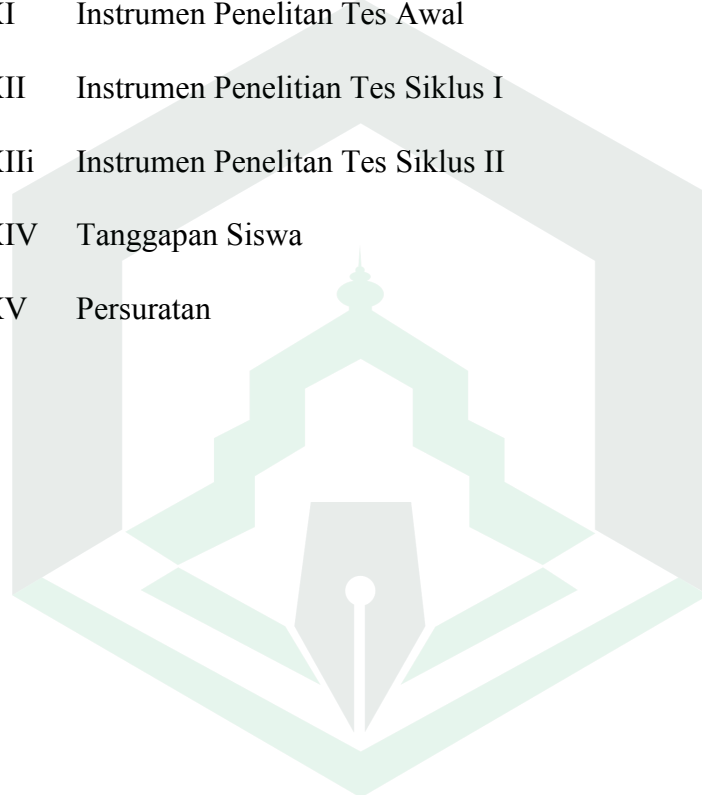 XI Instrumen Penelitan Tes Awal
XII Instrumen Penelitian Tes Siklus I
XIIi Instrumen Penelitan Tes Siklus II
XIV Tanggapan Siswa
XV Persuratan